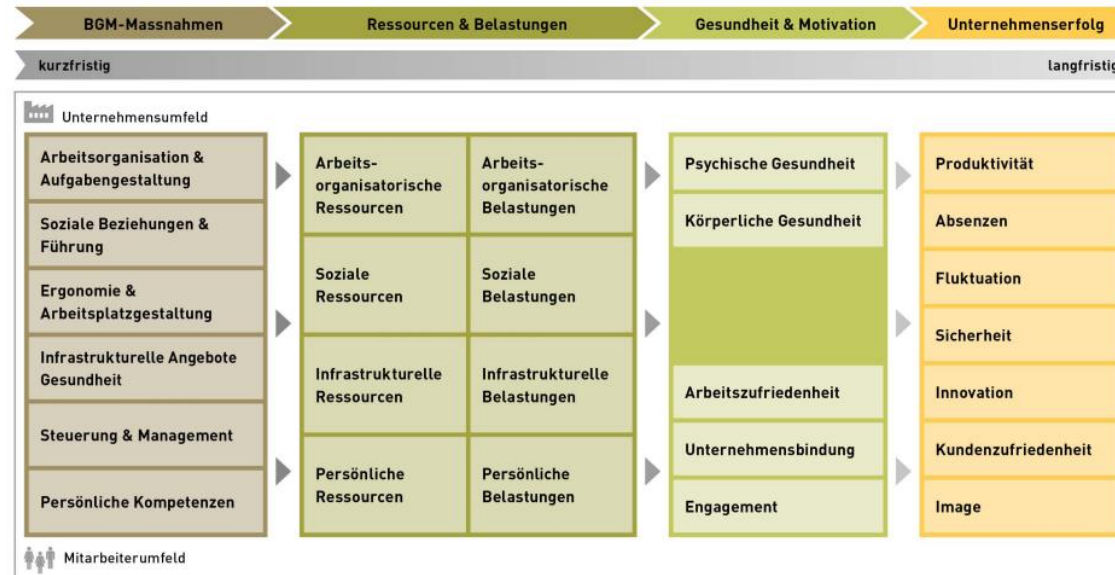 BGM-Massnahmen
Ressourcen & Belastungen
Gesundheit & Motivation
Unternehmenserfolg
kurzfristig
langfristig
Unternehmensumfeld
Arbeitsorganisation &
Aufgabengestaltung
Soziale Beziehungen &
Führung
Ergonomie &
Arbeitsplatzgestaltung
Infrastrukturelle Angebote
Gesundheit
Steuerung & Management
Persönliche Kompetenzen
Arbeits-
organisatorische
Ressourcen
Arbeits-
organisatorische
Belastungen
Soziale
Ressourcen
Soziale
Belastungen
Infrastrukturelle
Ressourcen
Infrastrukturelle
Belastungen
Persönliche
Ressourcen
Persönliche
Belastungen
Psychische Gesundheit
Körperliche Gesundheit
Arbeitszufriedenheit
Unternehmensbindung
Engagement
Produktivität
Absenzen
Fluktuation
Sicherheit
Innovation
Kundenzufriedenheit
Image
Mitarbeiterumfeld